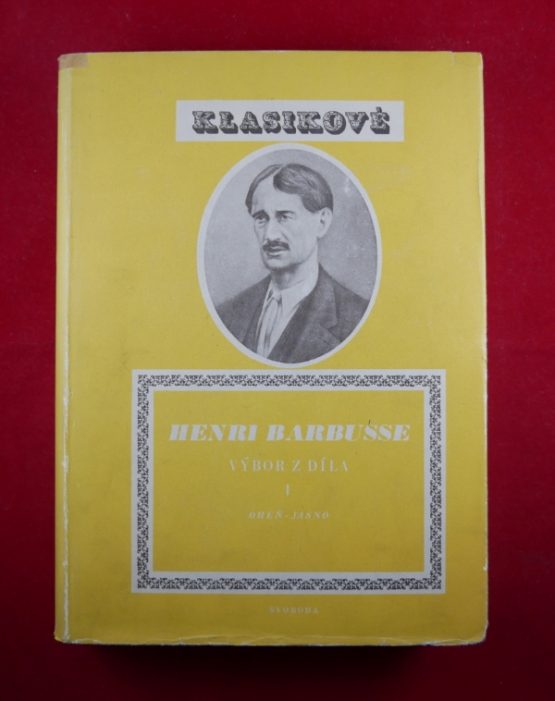 KLASIKOVÉ
HENRI BARBUSSE
VÝBOR Z DÍLA
I
OHEŇ - JASNO
SVOBODA